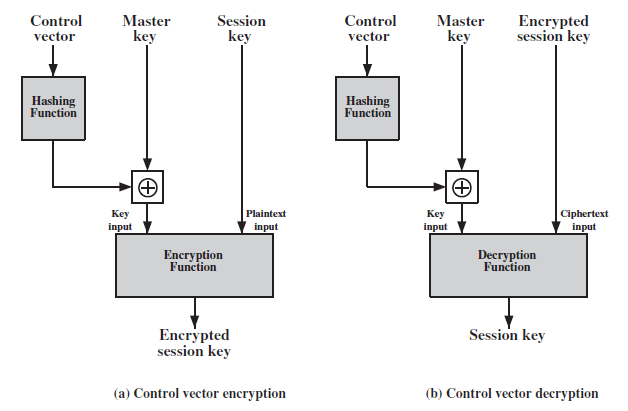 Control
vector
Master
key
Session
key
Hashing
Function
Key
input
Plaintext
input
Encryption
Function
Encrypted
session key
(a) Control vector encryption
Control
vector
Master
key
Encrypted
session key
Hashing
Function
Key
input
Ciphertext
input
Decryption
Function
Session key
(b) Control vector decryption